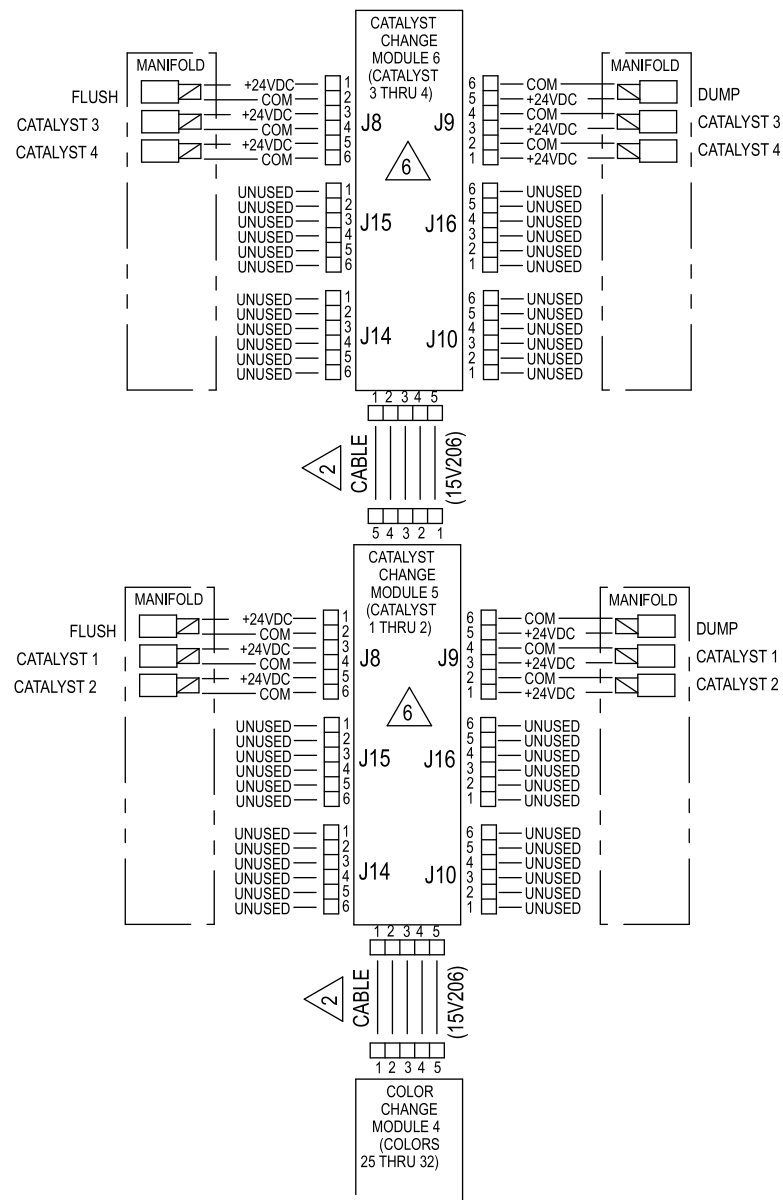 CATALYST
CHANGE
MODULE 6
(CATALYST
3 THRU 4)
MANIFOLD
MANIFOLD
FLUSH +24VDC 1 6 COM DUMP
COM 2 5 +24VDC
CATALYST 3 +24VDC 3 J8 J9 4 COM CATALYST 3
COM 4 3 +24VDC
CATALYST 4 +24VDC 5 2 COM CATALYST 4
COM 6 1 +24VDC
6
UNUSED 1 6 UNUSED
UNUSED 2 5 UNUSED
UNUSED 3 J15 J16 4 UNUSED
UNUSED 4 3 UNUSED
UNUSED 5 2 UNUSED
UNUSED 6 1 UNUSED
UNUSED 1 6 UNUSED
UNUSED 2 5 UNUSED
UNUSED 3 J14 J10 4 UNUSED
UNUSED 4 3 UNUSED
UNUSED 5 2 UNUSED
UNUSED 6 1 UNUSED
1 2 3 4 5
2 CABLE (15V206)
5 4 3 2 1
CATALYST
CHANGE
MODULE 5
(CATALYST
1 THRU 2)
MANIFOLD
MANIFOLD
FLUSH +24VDC 1 6 COM DUMP
COM 2 5 +24VDC
CATALYST 1 +24VDC 3 J8 J9 4 COM CATALYST 1
COM 4 3 +24VDC
CATALYST 2 +24VDC 5 2 COM CATALYST 2
COM 6 1 +24VDC
6
UNUSED 1 6 UNUSED
UNUSED 2 5 UNUSED
UNUSED 3 J15 J16 4 UNUSED
UNUSED 4 3 UNUSED
UNUSED 5 2 UNUSED
UNUSED 6 1 UNUSED
UNUSED 1 6 UNUSED
UNUSED 2 5 UNUSED
UNUSED 3 J14 J10 4 UNUSED
UNUSED 4 3 UNUSED
UNUSED 5 2 UNUSED
UNUSED 6 1 UNUSED
1 2 3 4 5
2 CABLE (15V206)
1 2 3 4 5
COLOR
CHANGE
MODULE 4
(COLORS
25 THRU 32)